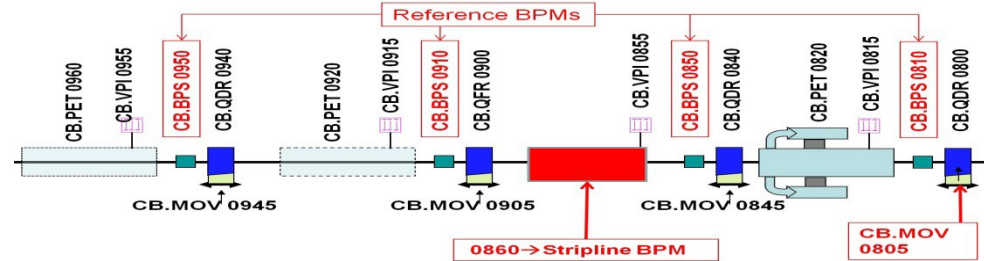 Reference BPMs
CB.PET 0960
CB.VPI 0955
CB.BPS 0950
CB.QDR 0940
CB.PET 0920
CB.VPI 0915
CB.BPS 0910
CB.QFR 0900
CB.VPI 0855
CB.BPS 0850
CB.QDR 0840
CB.PET 0820
CB.VPI 0815
CB.BPS 0810
CB.QDR 0800
CB.MOV 0945
CB.MOV 0905
CB.MOV 0845
CB.MOV
0805
0860→Stripline BPM